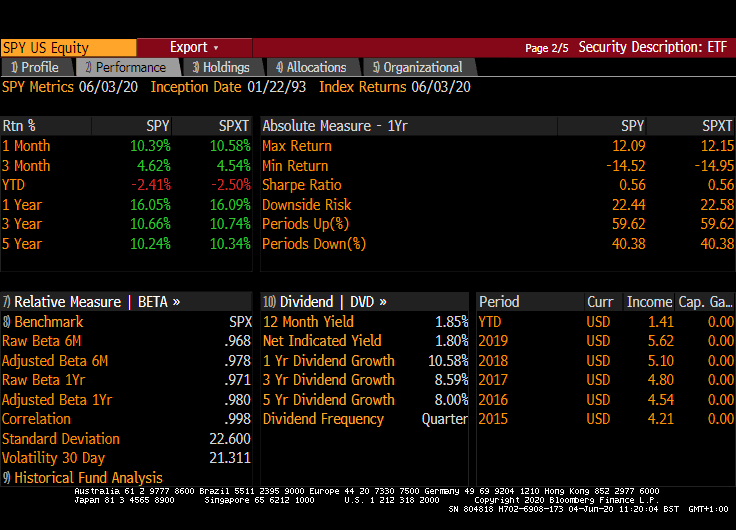 SPY US Equity Export ▾ Page 2/5 Security Description: ETF
1) Profile 2) Performance 3) Holdings 4) Allocations 5) Organizational
SPY Metrics 06/03/20 Inception Date 01/22/93 Index Returns 06/03/20
Rtn % SPY SPXT
1 Month 10.39% 10.58%
3 Month 4.62% 4.54%
YTD -2.41% -2.50%
1 Year 16.05% 16.09%
3 Year 10.66% 10.74%
5 Year 10.24% 10.34%
Absolute Measure - 1Yr SPY SPXT
Max Return 12.09 12.15
Min Return -14.52 -14.95
Sharpe Ratio 0.56 0.56
Downside Risk 22.44 22.58
Periods Up(%) 59.62 59.62
Periods Down(%) 40.38 40.38
7) Relative Measure | BETA »
8) Benchmark SPX
Raw Beta 6M .968
Adjusted Beta 6M .978
Raw Beta 1Yr .971
Adjusted Beta 1Yr .980
Correlation .998
Standard Deviation 22.600
Volatility 30 Day 21.311
9) Historical Fund Analysis
10) Dividend | DVD »
12 Month Yield 1.85%
Net Indicated Yield 1.80%
1 Yr Dividend Growth 10.58%
3 Yr Dividend Growth 8.59%
5 Yr Dividend Growth 8.00%
Dividend Frequency Quarter
Period Curr Income Cap. Ga...
YTD USD 1.41 0.00
2019 USD 5.62 0.00
2018 USD 5.10 0.00
2017 USD 4.80 0.00
2016 USD 4.54 0.00
2015 USD 4.21 0.00
Australia 61 2 9777 8600 Brazil 5511 2395 9000 Europe 44 20 7330 7500 Germany 49 69 9204 1210 Hong Kong 852 2977 6000
Japan 81 3 4565 8900 Singapore 65 6212 1000 U.S. 1 212 318 2000 Copyright 2020 Bloomberg Finance L.P.
SN 804818 H702-6908-173 04-Jun-20 11:20:04 BST GMT+1:00